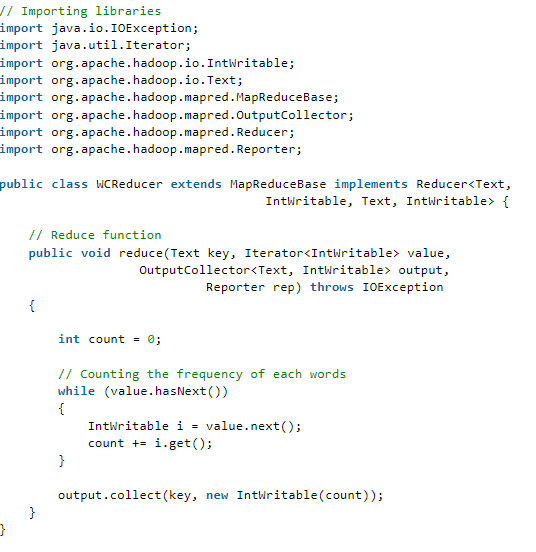 // Importing libraries
import java.io.IOException;
import java.util.Iterator;
import org.apache.hadoop.io.IntWritable;
import org.apache.hadoop.io.Text;
import org.apache.hadoop.mapred.MapReduceBase;
import org.apache.hadoop.mapred.OutputCollector;
import org.apache.hadoop.mapred.Reducer;
import org.apache.hadoop.mapred.Reporter;

public class WCReducer extends MapReduceBase implements Reducer<Text,
                                    IntWritable, Text, IntWritable> {

    // Reduce function
    public void reduce(Text key, Iterator<IntWritable> value,
                   OutputCollector<Text, IntWritable> output,
                            Reporter rep) throws IOException
    {

        int count = 0;

        // Counting the frequency of each words
        while (value.hasNext())
        {
            IntWritable i = value.next();
            count += i.get();
        }

        output.collect(key, new IntWritable(count));
    }
}